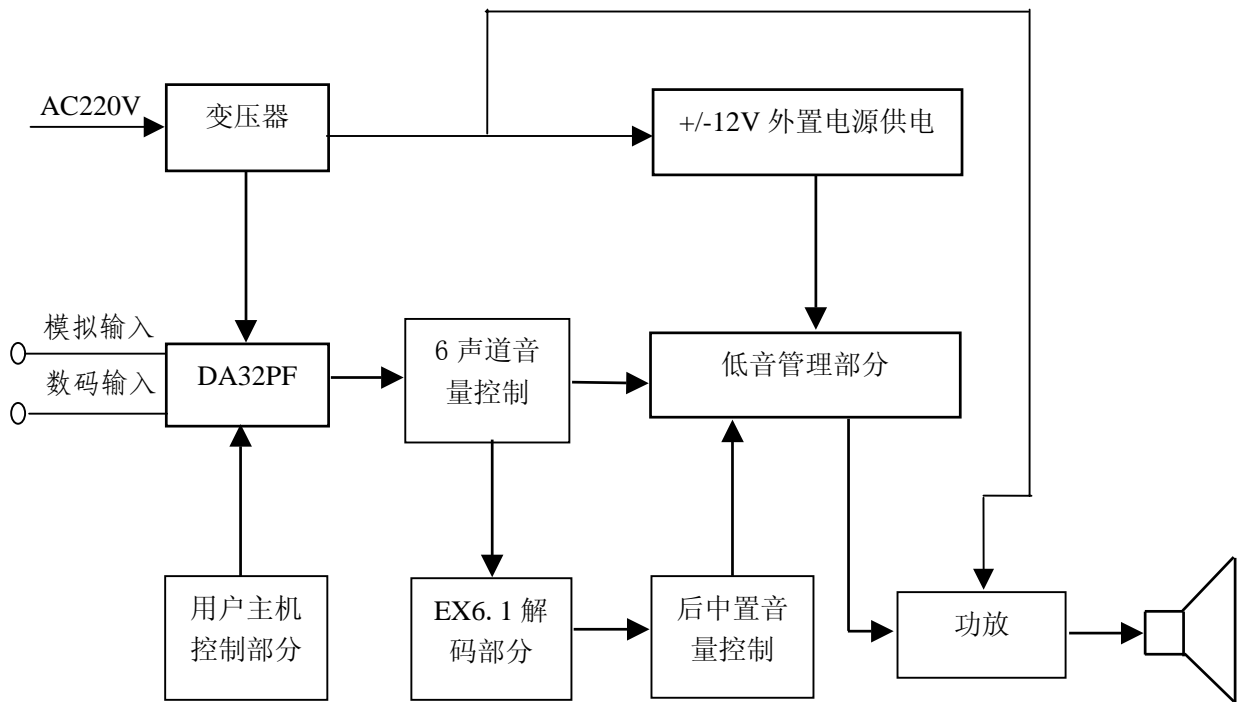 AC220V
变压器
+/-12V 外置电源供电
模拟输入
数码输入
DA32PF
6 声道音
量控制
低音管理部分
用户主机
控制部分
EX6.1 解
码部分
后中置音
量控制
功放